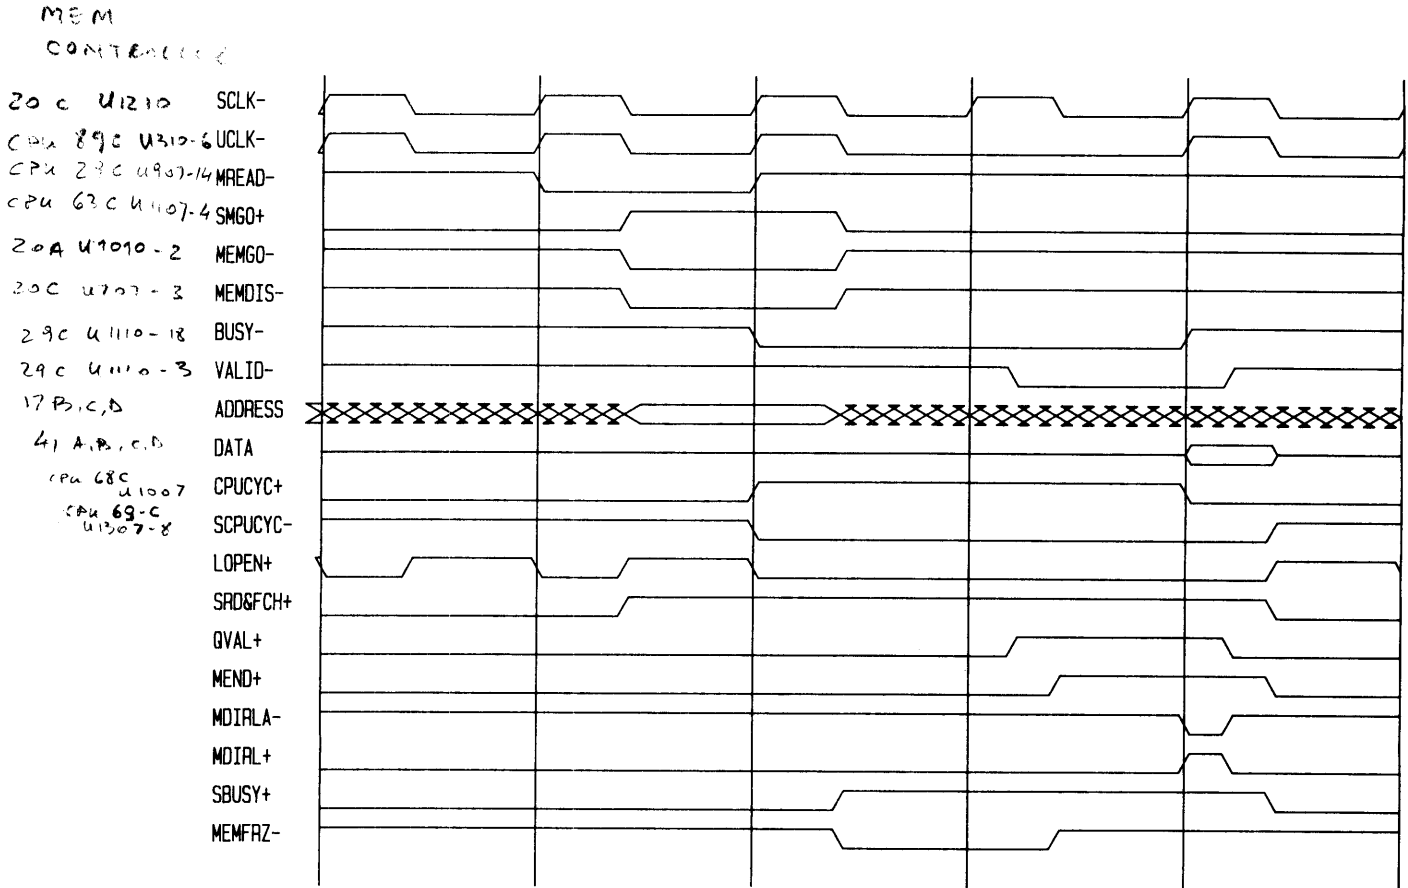 MEM
CONTROLLER
20 C U1210 SCLK-
CPU 89C U310-6 UCLK-
CPU 29C U907-14 MREAD-
CPU 63C U1107-4 SMGO+
20A U1010-2 MEMGO-
20C U707-3 MEMDIS-
29C U1110-18 BUSY-
29C U1110-3 VALID-
17 B,C,D ADDRESS
41 A,B,C,D DATA
CPU 68C
U1007 CPUCYC+
CPU 69-C
U1307-8 SCPUCYC-
LOPEN+
SRD&FCH+
QVAL+
MEND+
MDIRLA-
MDIRL+
SBUSY+
MEMFRZ-